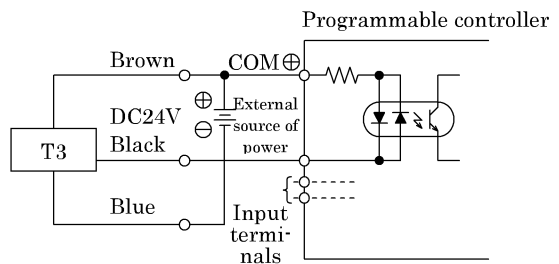 Programmable controller
Brown
COM⊕
⊕
DC24V
⊖
External
source of
power
Black
T3
Blue
Input
termi-
nals